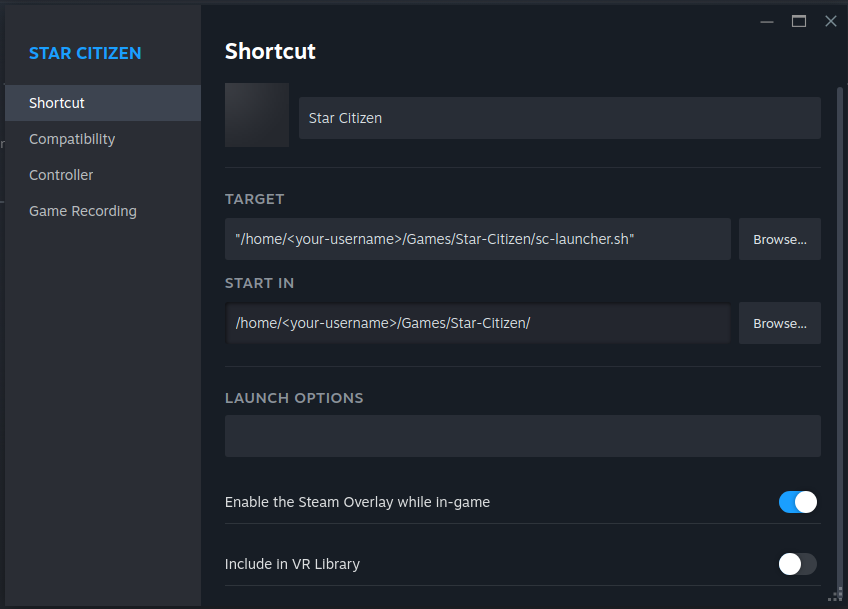 STAR CITIZEN
Shortcut
Compatibility
Controller
Game Recording
Shortcut
Star Citizen
TARGET
"/home/<your-username>/Games/Star-Citizen/sc-launcher.sh"
Browse...
START IN
/home/<your-username>/Games/Star-Citizen/
Browse...
LAUNCH OPTIONS
Enable the Steam Overlay while in-game
Include in VR Library